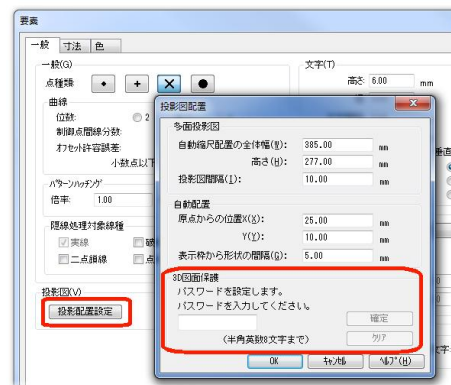 要素
一般 寸法 色
一般(G)
点種類
曲線
位数: 2
制御点間線分数:
オフセット許容誤差:
小数点以下
パターンハッチング
倍率: 1.00
隠線処理対象線種
実線
二点鎖線
投影図(V)
投影配置設定
文字(T)
高さ: 6.00 mm
投影図配置
多面投影図
自動縮尺配置の全体幅(W): 385.00 mm
高さ(H): 277.00 mm
投影図間隔(I): 10.00 mm
自動配置
原点からの位置X(X): 25.00 mm
Y(Y): 10.00 mm
表示枠から形状の間隔(G): 5.00 mm
3D図面保護
パスワードを設定します。
パスワードを入力してください。
確定
(半角英数8文字まで) クリア
OK キャンセル ヘルプ(H)